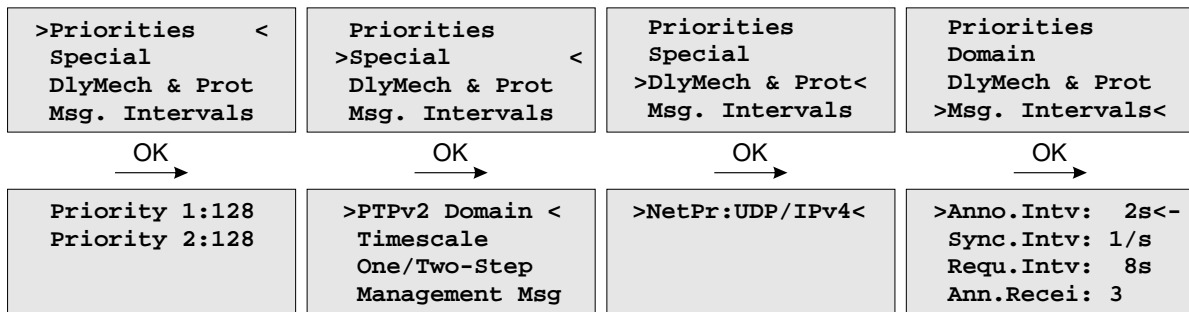 >Priorities <
Special
DlyMech & Prot
Msg. Intervals
Priorities
>Special <
DlyMech & Prot
Msg. Intervals
Priorities
Special
>DlyMech & Prot<
Msg. Intervals
Priorities
Domain
DlyMech & Prot
>Msg. Intervals<
OK
OK
OK
OK
Priority 1:128
Priority 2:128
>PTPv2 Domain <
Timescale
One/Two-Step
Management Msg
>NetPr:UDP/IPv4<
>Anno.Intv: 2s<-
Sync.Intv: 1/s
Requ.Intv: 8s
Ann.Recei: 3